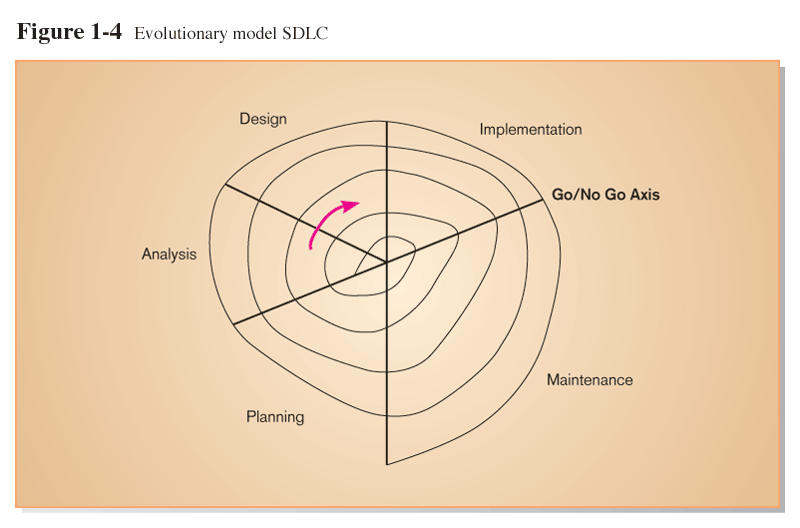 Figure 1-4 Evolutionary model SDLC
Design
Implementation
Go/No Go Axis
Analysis
Maintenance
Planning